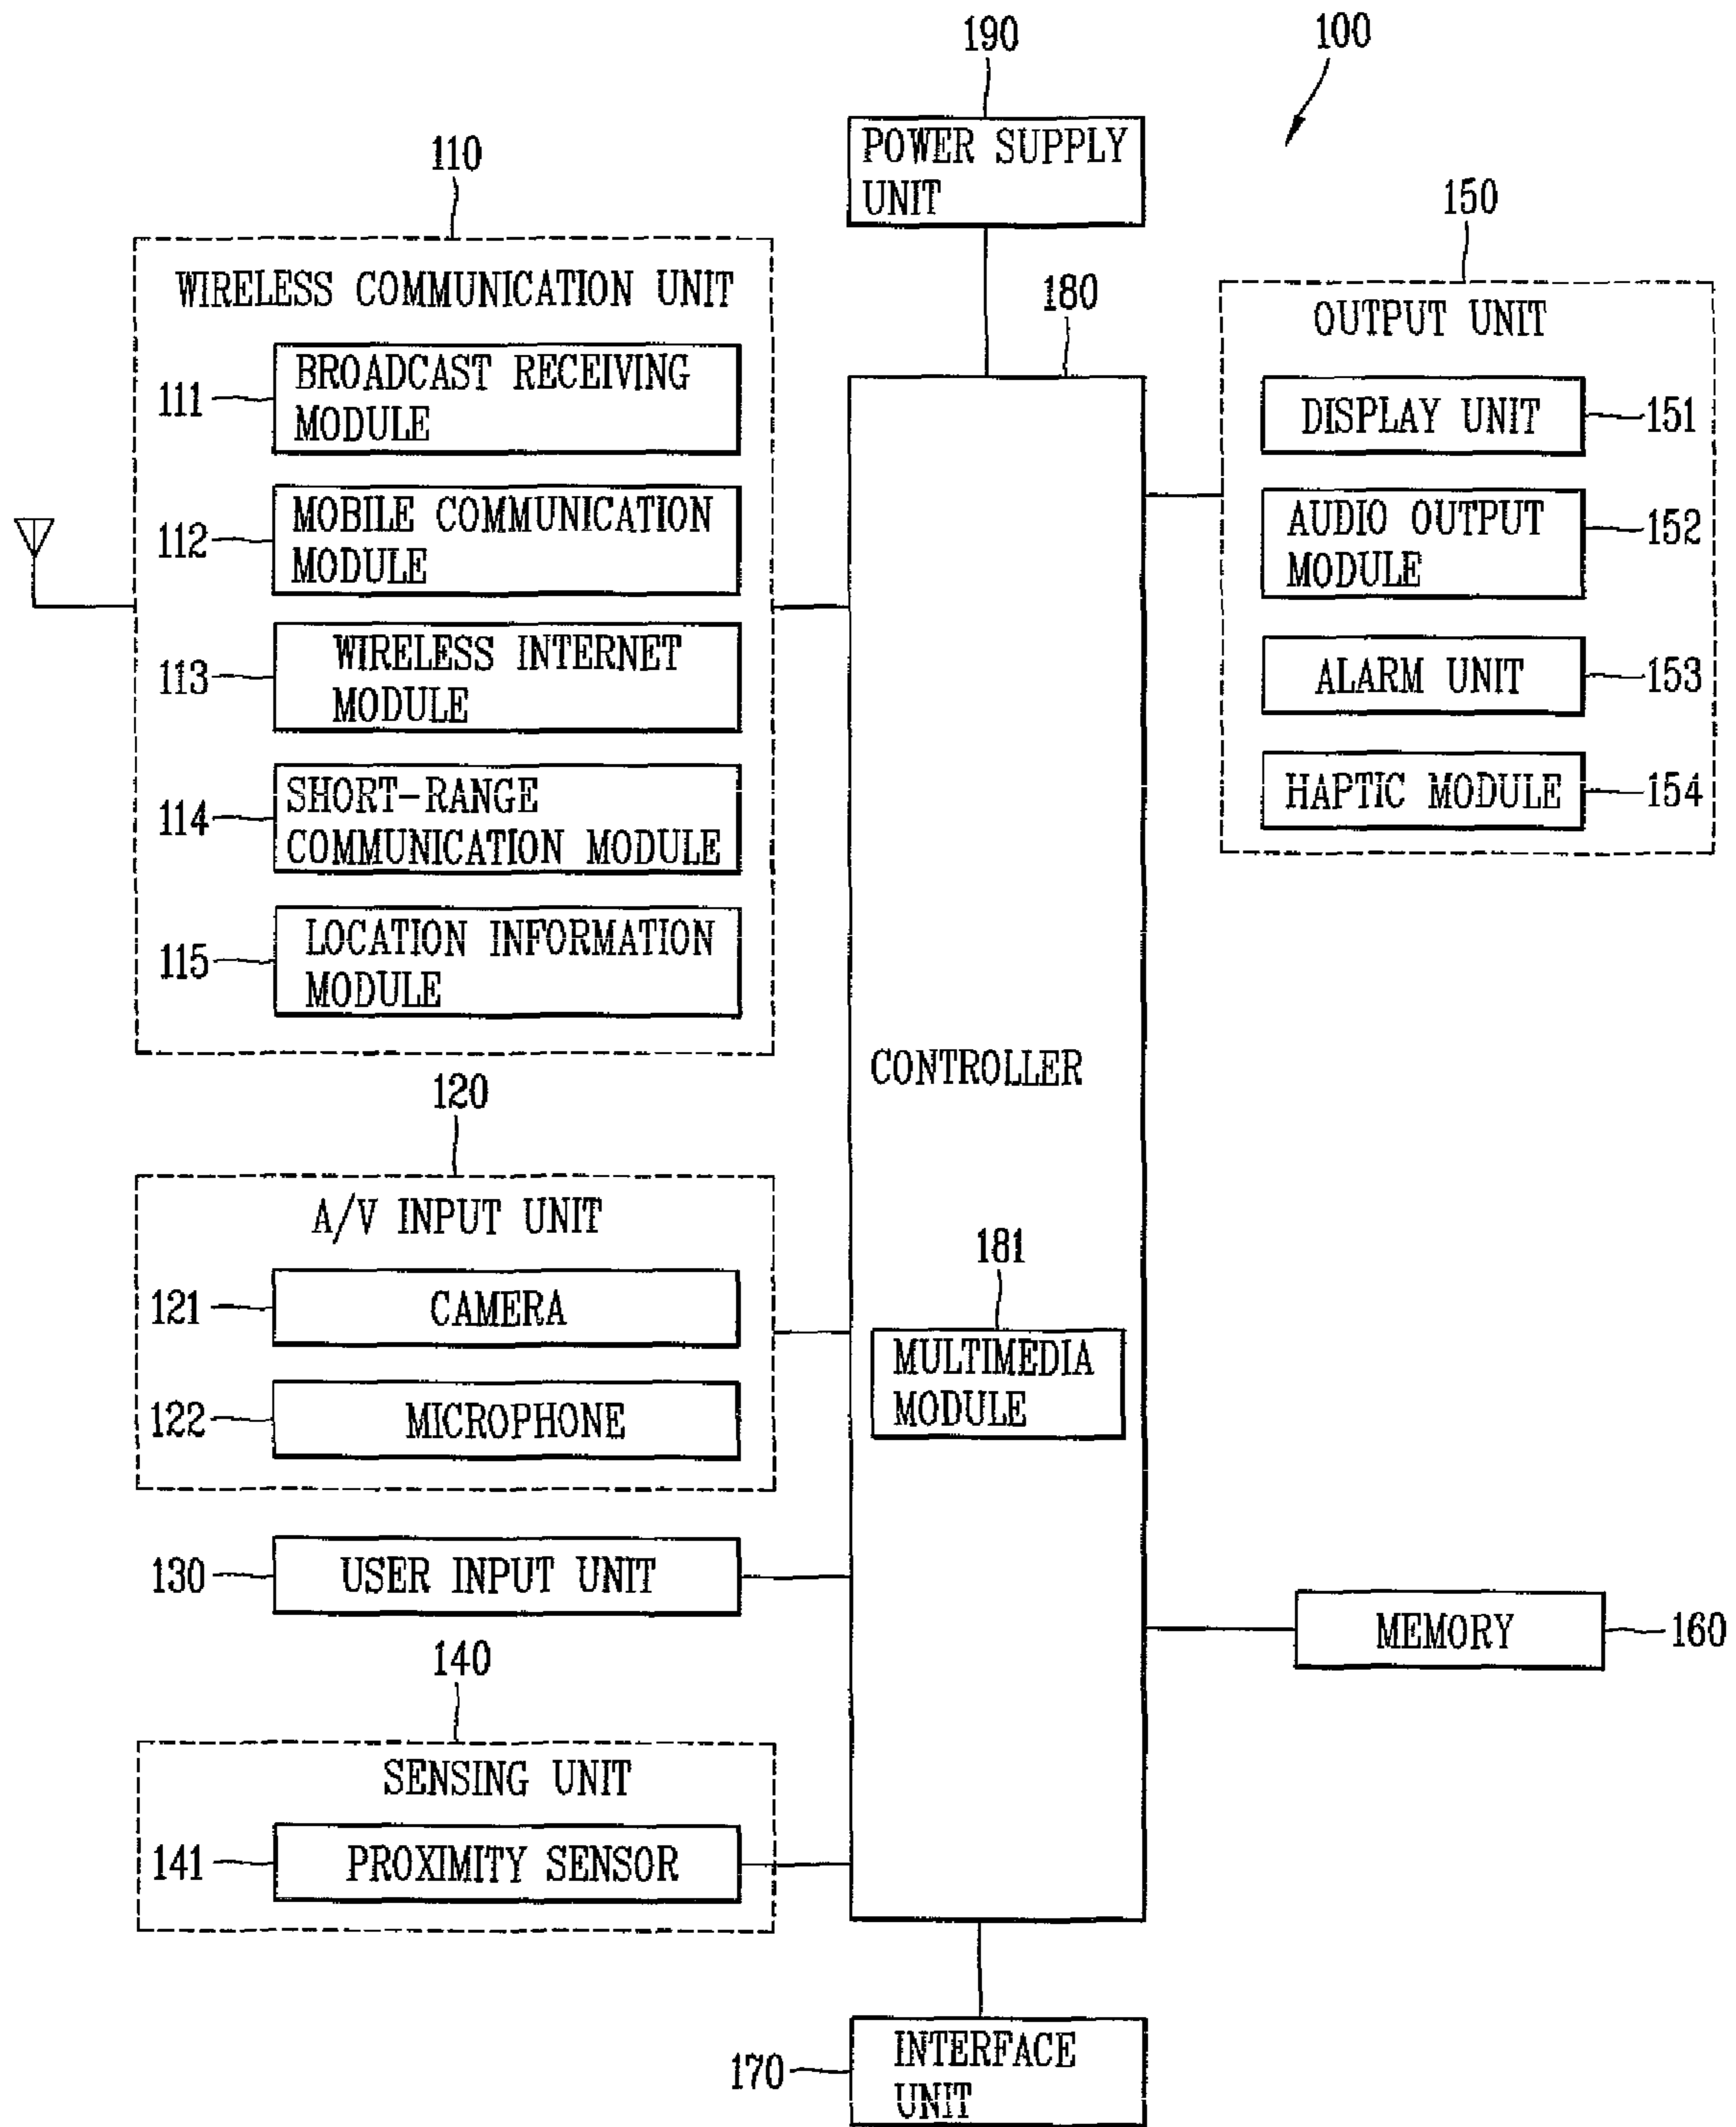 190
100
POWER SUPPLY
UNIT
110
WIRELESS COMMUNICATION UNIT
111
BROADCAST RECEIVING
MODULE
112
MOBILE COMMUNICATION
MODULE
113
WIRELESS INTERNET
MODULE
114
SHORT-RANGE
COMMUNICATION MODULE
115
LOCATION INFORMATION
MODULE
180
CONTROLLER
181
MULTIMEDIA
MODULE
150
OUTPUT UNIT
DISPLAY UNIT
151
AUDIO OUTPUT
MODULE
152
ALARM UNIT
153
HAPTIC MODULE
154
120
A/V INPUT UNIT
121
CAMERA
122
MICROPHONE
130
USER INPUT UNIT
140
SENSING UNIT
141
PROXIMITY SENSOR
MEMORY
160
170
INTERFACE
UNIT